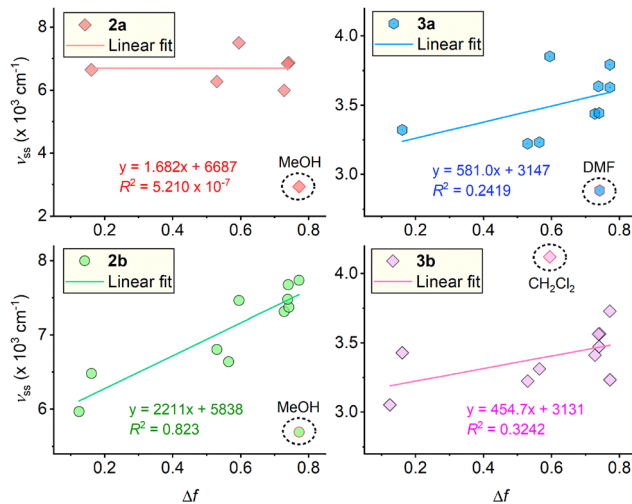 2a
Linear fit
8
6
4
2
νss (x 10³ cm⁻¹)
y = 1.682x + 6687
R² = 5.210 x 10⁻⁷
MeOH
0.2 0.4 0.6 0.8
3a
Linear fit
4.0
3.5
3.0
y = 581.0x + 3147
R² = 0.2419
DMF
0.2 0.4 0.6 0.8
2b
Linear fit
8
7
6
νss (x 10³ cm⁻¹)
y = 2211x + 5838
R² = 0.823
MeOH
0.2 0.4 0.6 0.8
Δf
3b
Linear fit
CH₂Cl₂
4.0
3.5
3.0
y = 454.7x + 3131
R² = 0.3242
0.2 0.4 0.6 0.8
Δf